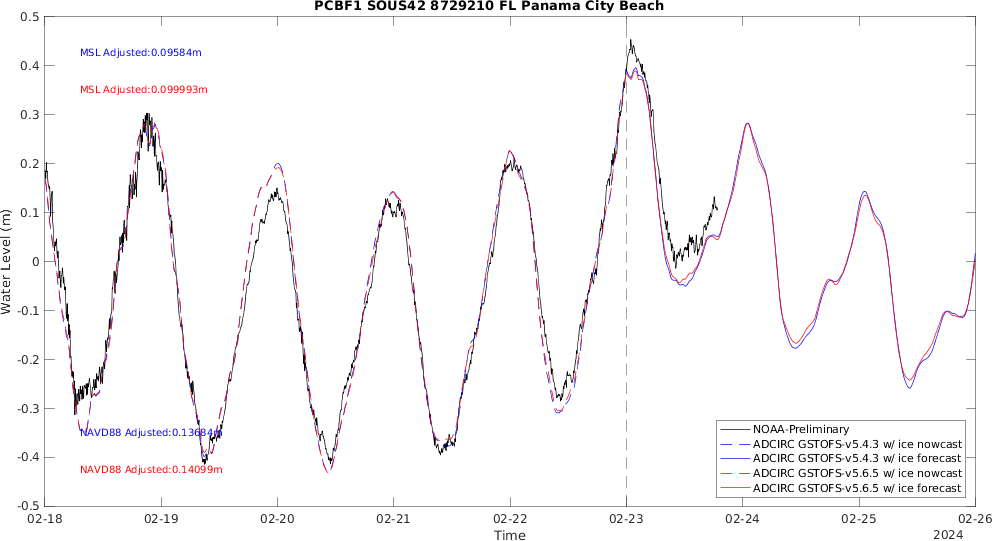 PCBF1 SOUS42 8729210 FL Panama City Beach
0.5
0.4
0.3
0.2
0.1
0
-0.1
-0.2
-0.3
-0.4
-0.5
Water Level (m)
MSL Adjusted:0.09584m
MSL Adjusted:0.099993m
NAVD88 Adjusted:0.13684m
NAVD88 Adjusted:0.14099m
NOAA-Preliminary
ADCIRC GSTOFS-v5.4.3 w/ ice nowcast
ADCIRC GSTOFS-v5.4.3 w/ ice forecast
ADCIRC GSTOFS-v5.6.5 w/ ice nowcast
ADCIRC GSTOFS-v5.6.5 w/ ice forecast
02-18 02-19 02-20 02-21 02-22 02-23 02-24 02-25 02-26
Time
2024